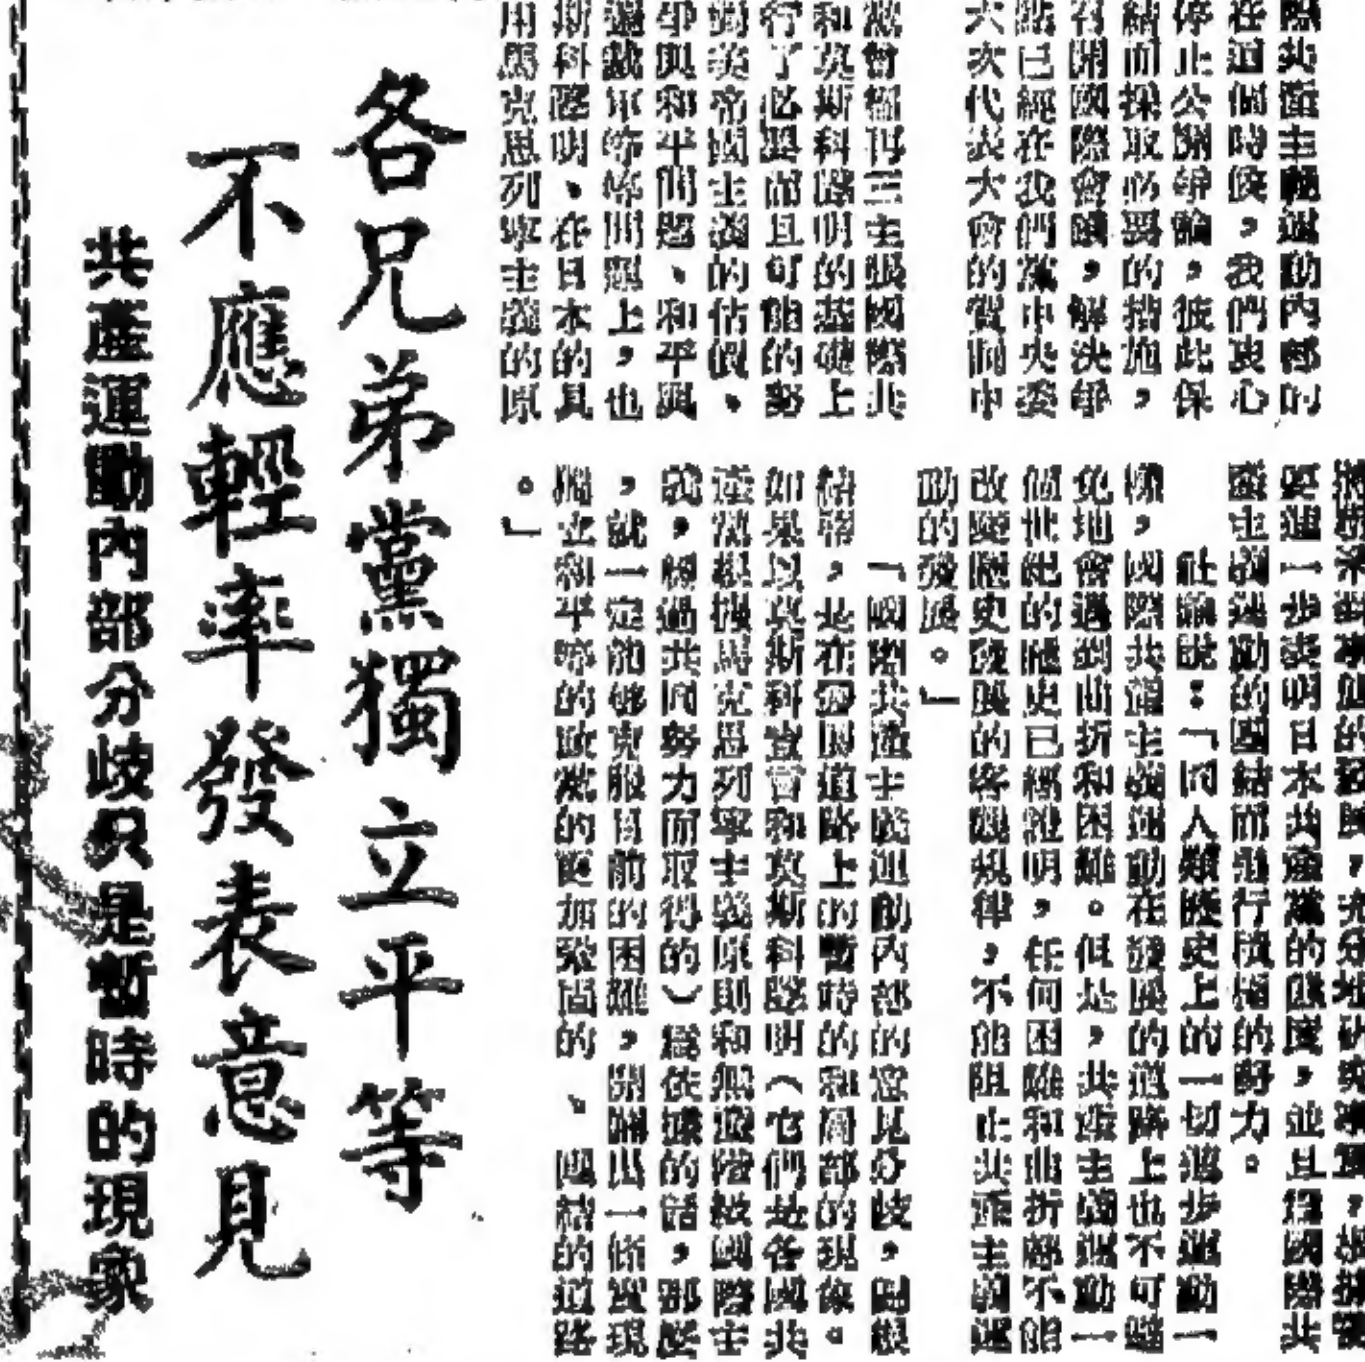 際共產主義運動內部的
在這個時候,我們衷心
停止公開爭論,彼此保
結而採取必要的措施,
召開國際會議,解決爭
點已經在我們黨中央委
大次代表大會的賀詞中
黨曾經再三主張國際共
和莫斯科聲明的基礎上
行了必要而且可能的努
對美帝國主義的估價、
爭與和平問題、和平與
過裁軍等等問題上,也
斯科聲明、在日本的具
用馬克思列寧主義的原
更進一步表明日本共產黨的態度,並且為國際共
產主義運動的團結而進行積極的努力。
社論說:「同人類歷史上的一切進步運動一
樣,國際共產主義運動在發展的道路上也不可避
免地會遇到曲折和困難。但是,共產主義運動一
個世紀的歷史已經證明,任何困難和曲折都不能
改變歷史發展的客觀規律,不能阻止共產主義運
動的發展。」
「國際共產主義運動內部的意見分歧,歸根
結蒂,是在發展道路上的暫時的和局部的現像。
如果以莫斯科宣言和莫斯科聲明(它們是各國共
產黨根據馬克思列寧主義原則和無產階級國際主
義,經過共同努力而取得的)為依據的話,那麼
,就一定能够克服目前的困難,開闢出一條實現
獨立和平等的政黨的更加鞏固的、團結的道路
。」
各兄弟黨獨立平等
不應輕率發表意見
共產運動內部分歧只是暫時的現象